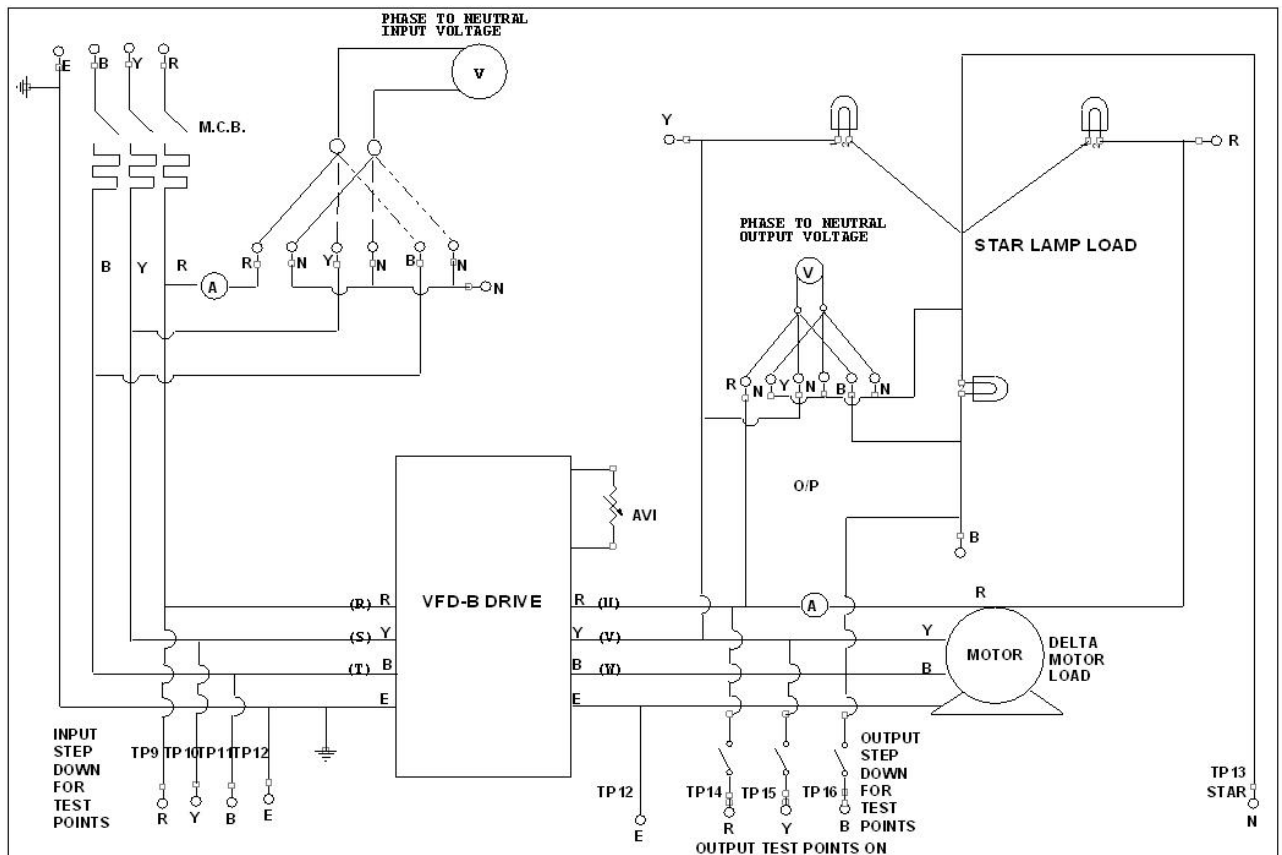 PHASE TO NEUTRAL
INPUT VOLTAGE
V
E
B
Y
R
M.C.B.
Y
R
PHASE TO NEUTRAL
OUTPUT VOLTAGE
V
STAR LAMP LOAD
B
Y
R
A
R
N
Y
N
B
N
N
R
N
Y
N
B
N
O/P
AVI
B
VFD-B DRIVE
(R) R
(S) Y
(T) B
E
R (U)
Y (V)
B (W)
E
A
R
Y
B
MOTOR
DELTA
MOTOR
LOAD
INPUT
STEP
DOWN
FOR
TEST
POINTS
TP9
TP10
TP11
TP12
R
Y
B
E
TP12
E
TP14
TP15
TP16
R
Y
B
OUTPUT
STEP
DOWN
FOR
TEST
POINTS
OUTPUT TEST POINTS ON
TP13
STAR
N